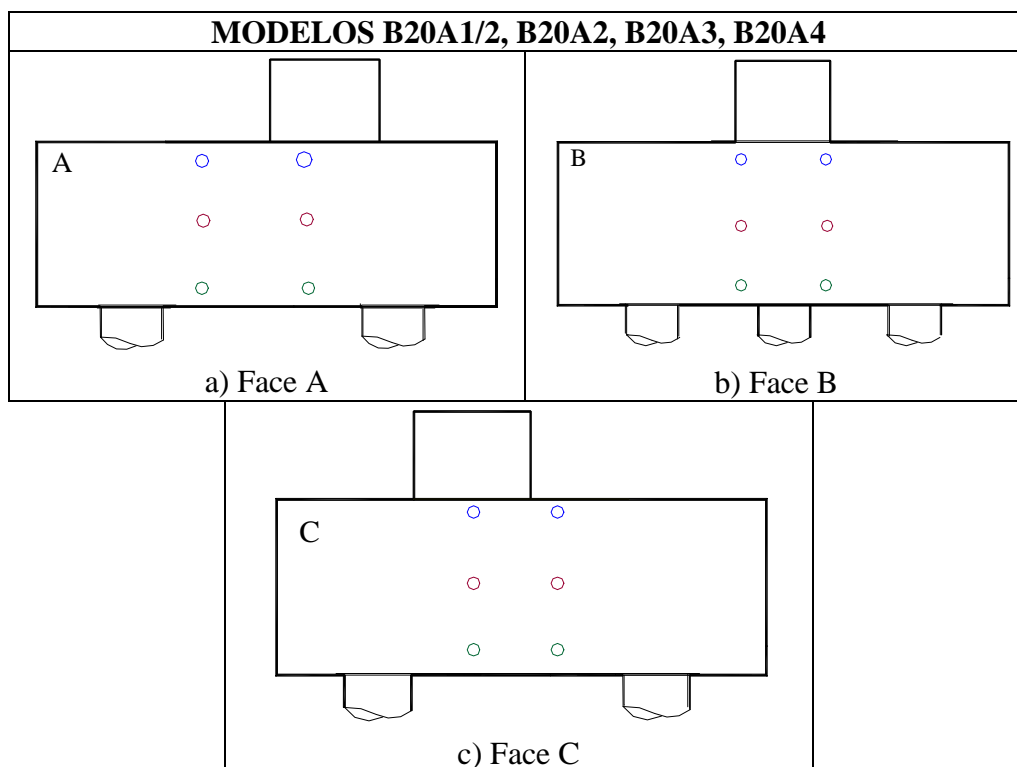 MODELOS B20A1/2, B20A2, B20A3, B20A4
A
B
a) Face A
b) Face B
C
c) Face C